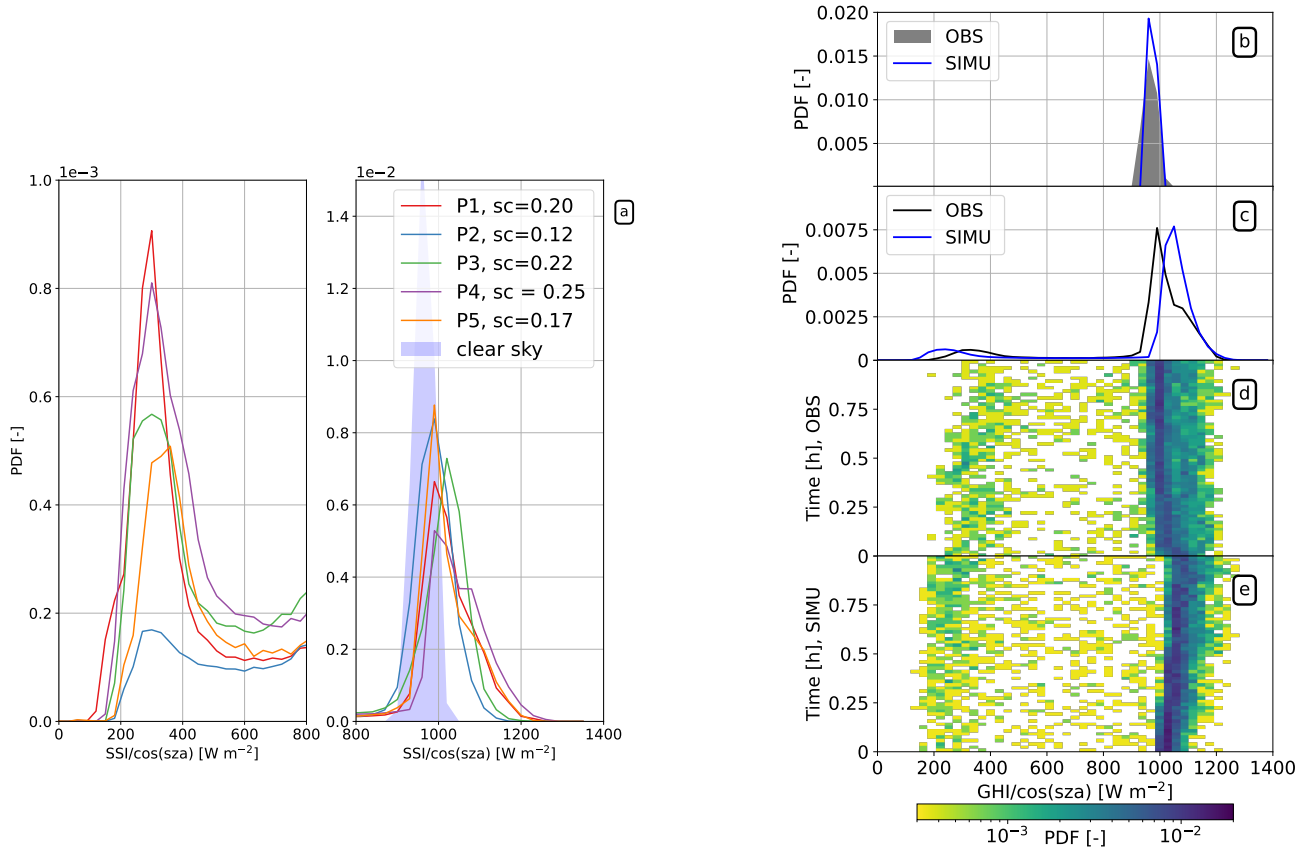 1e−3
1.0
0.8
0.6
0.4
0.2
0.0
PDF [-]
0 200 400 600 800
SSI/cos(sza) [W m−2]
1e−2
1.4
1.2
1.0
0.8
0.6
0.4
0.2
0.0
800 1000 1200 1400
SSI/cos(sza) [W m−2]
P1, sc=0.20
P2, sc=0.12
P3, sc=0.22
P4, sc = 0.25
P5, sc=0.17
clear sky
a
0.020
0.015
0.010
0.005
PDF [-]
OBS
SIMU
b
0.0075
0.005
0.0025
0
PDF [-]
OBS
SIMU
c
0.75
0.5
0.25
0
Time [h], OBS
d
0.75
0.5
0.25
0
Time [h], SIMU
e
0 200 400 600 800 1000 1200 1400
GHI/cos(sza) [W m−2]
10−3 PDF [-] 10−2